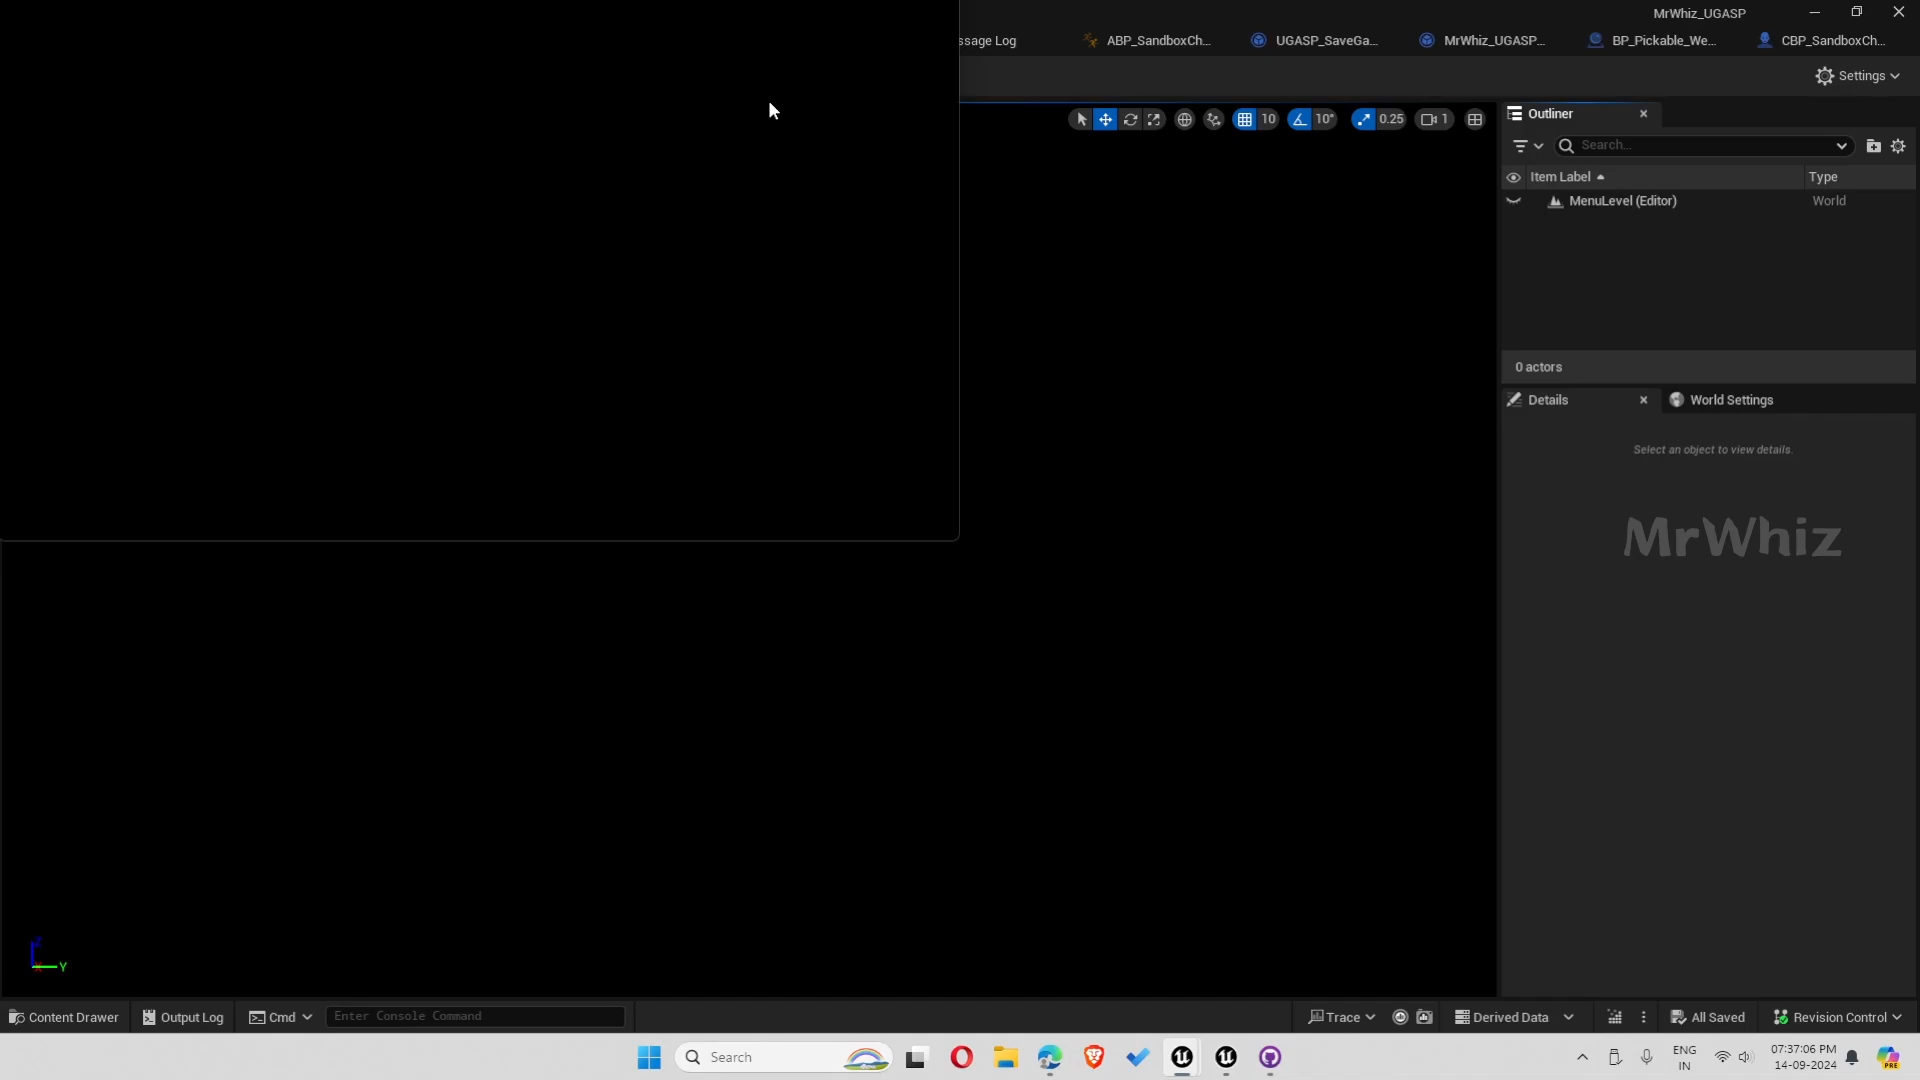 MrWhiz_UGASP
ssage Log
ABP_SandboxCh...
UGASP_SaveGa...
MrWhiz_UGASP...
BP_Pickable_We...
CBP_SandboxCh...
Settings
10
10°
0.25
1
Outliner
Search...
Item Label
Type
MenuLevel (Editor)
World
0 actors
Details
World Settings
Select an object to view details.
MrWhiz
Z
X
Y
Content Drawer
Output Log
Cmd
Enter Console Command
Trace
Derived Data
All Saved
Revision Control
Search
ENG
IN
07:37:06 PM
14-09-2024
PRE